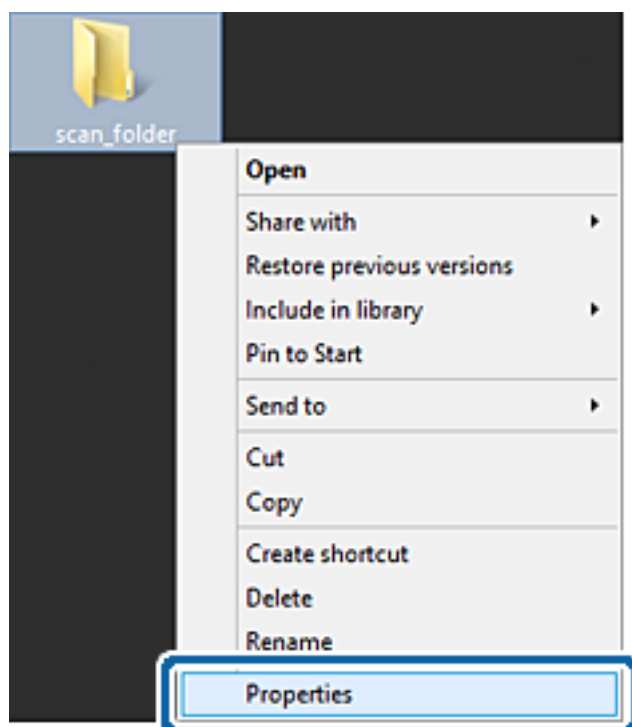 scan_folder
Open
Share with
Restore previous versions
Include in library
Pin to Start
Send to
Cut
Copy
Create shortcut
Delete
Rename
Properties